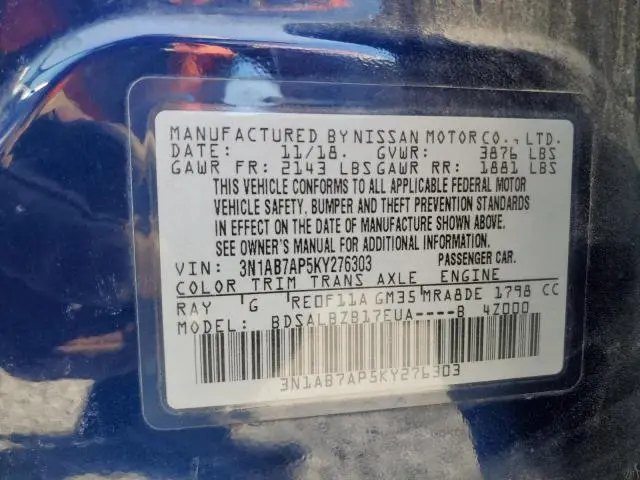 MANUFACTURED BY NISSAN MOTOR CO., LTD.
DATE: 11/18. GVWR: 3876 LBS
GAWR FR: 2143 LBS GAWR RR: 1881 LBS
THIS VEHICLE CONFORMS TO ALL APPLICABLE FEDERAL MOTOR
VEHICLE SAFETY, BUMPER AND THEFT PREVENTION STANDARDS
IN EFFECT ON THE DATE OF MANUFACTURE SHOWN ABOVE.
SEE OWNER'S MANUAL FOR ADDITIONAL INFORMATION.
VIN: 3N1AB7AP5KY276303 PASSENGER CAR.
COLOR TRIM TRANS AXLE ENGINE
RAY G RE0F11A GM35 MRA8DE 1798 CC
MODEL: BDSALBZB17EUA----B 4Z000
3N1AB7AP5KY276303